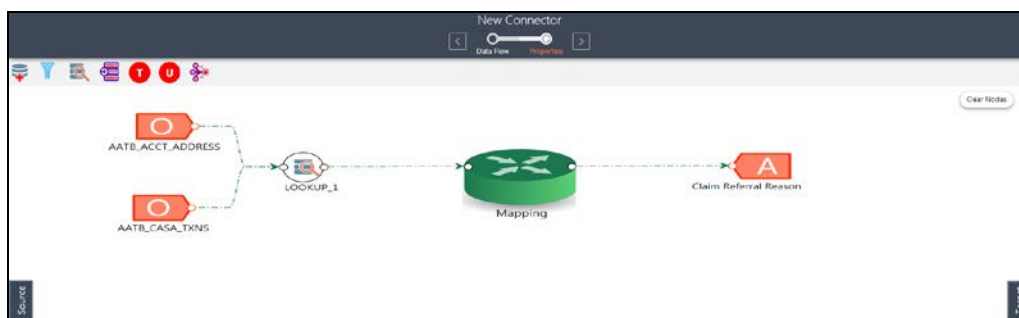 New Connector
< >
Data Flow Properties
T U
Clear Nodes
O
AATB_ACCT_ADDRESS
LOOKUP_1
Mapping
A
Claim Referral Reason
O
AATB_CASA_TXNS
Source